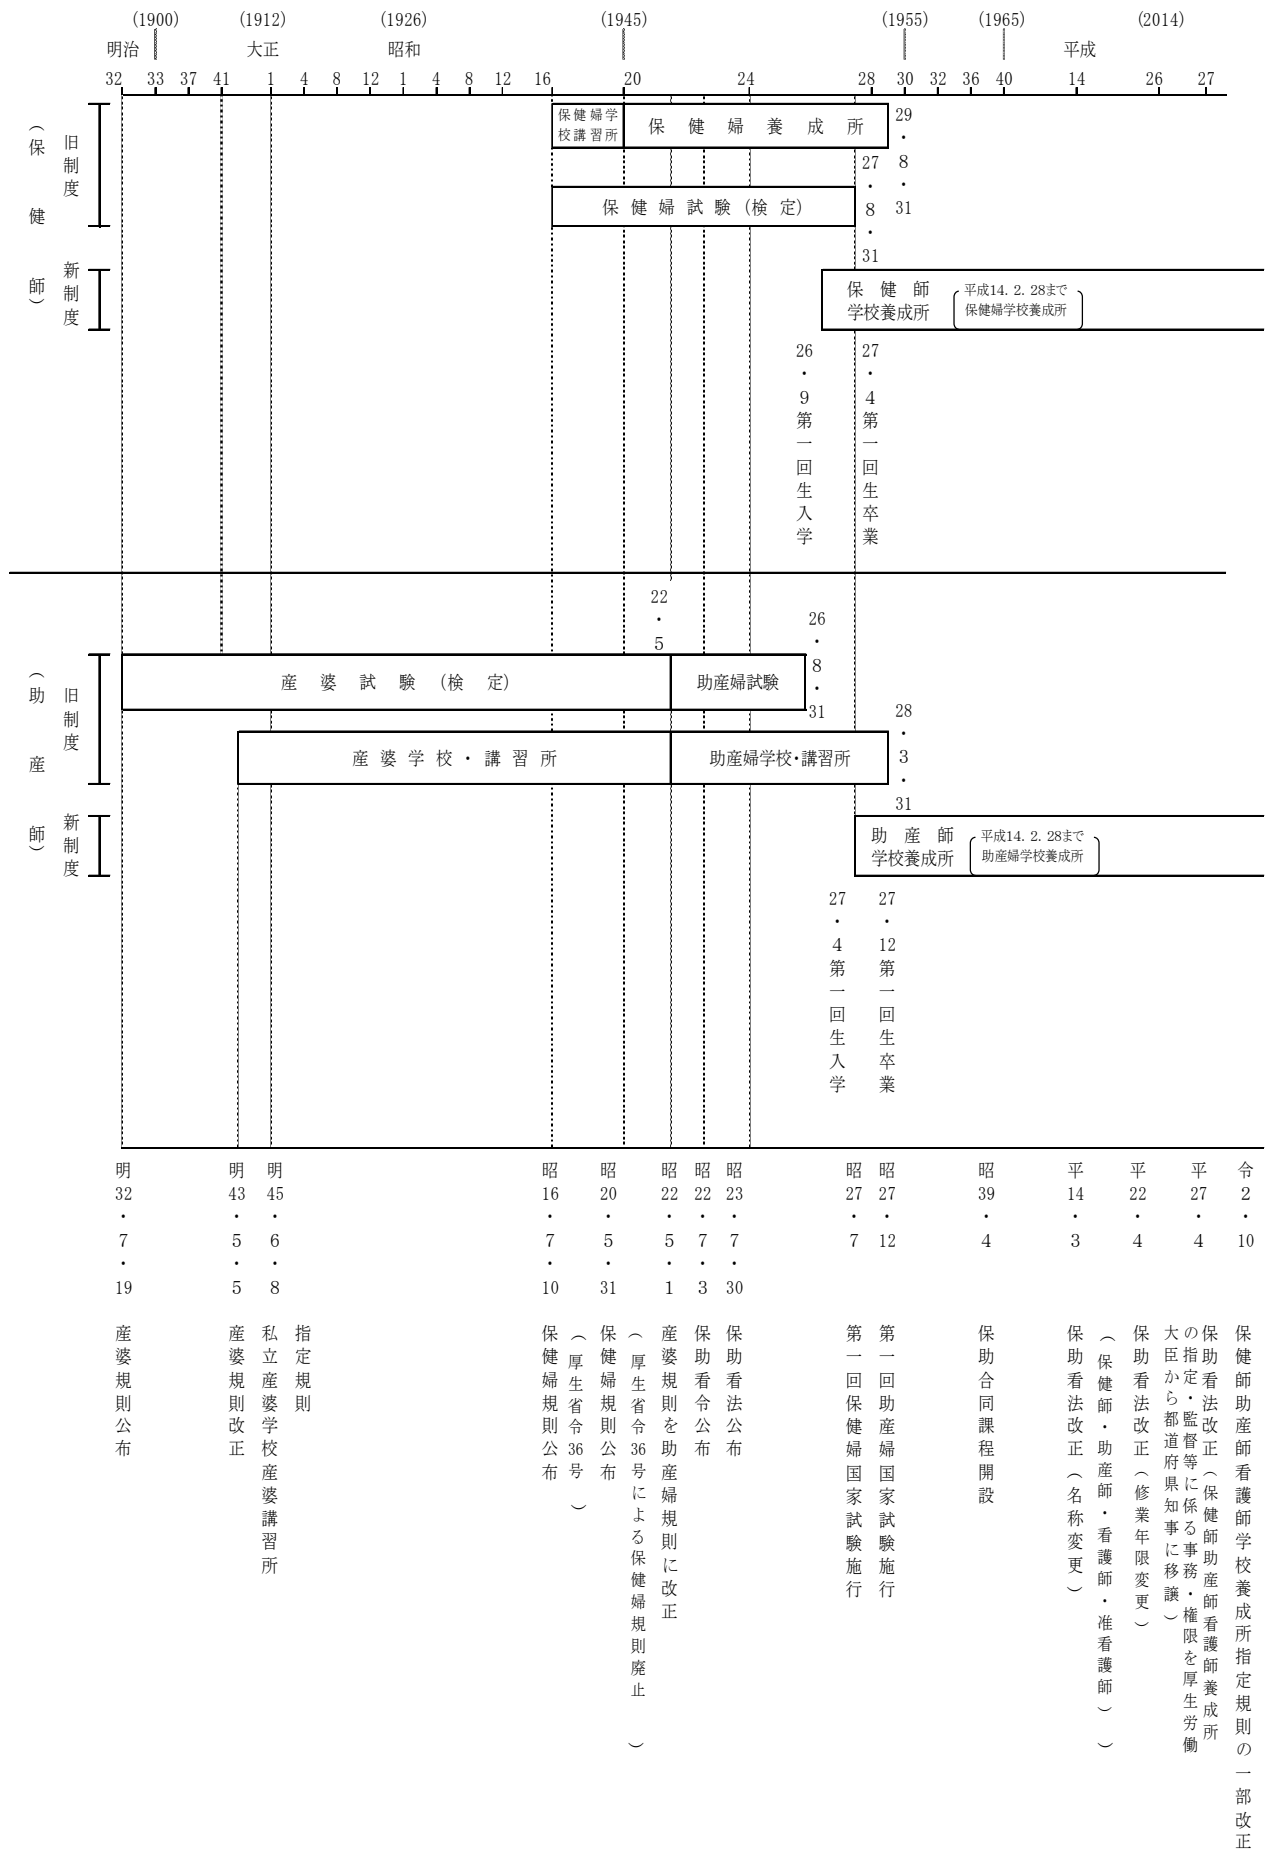 (1900)
(1912)
(1926)
(1945)
(1955)
(1965)
(2014)
明治
大正
昭和
平成
32 33 37 41 1 4 8 12 1 4 8 12 16 20 24 28 30 32 36 40 14 26 27
(保健師)
旧制度
保健婦学
校講習所
保健婦養成所
29・8・31
保健婦試験(検定)
27・8・31
新制度
保健師
学校養成所
平成14. 2. 28まで
保健婦学校養成所
26・9第一回生入学
27・4第一回生卒業
(助産師)
旧制度
22・5
産婆試験(検定)
助産婦試験
26・8・31
産婆学校・講習所
助産婦学校・講習所
28・3・31
新制度
助産師
学校養成所
平成14. 2. 28まで
助産婦学校養成所
27・4第一回生入学
27・12第一回生卒業
明32・7・19 産婆規則公布
明43・5・5 産婆規則改正
明45・6・8 私立産婆学校産婆講習所
指定規則
昭16・7・10 保健婦規則公布
(厚生省令36号)
昭20・5・31 保健婦規則公布
(厚生省令36号による保健婦規則廃止)
昭22・5・1 産婆規則を助産婦規則に改正
昭22・7・3 保助看令公布
昭23・7・30 保助看法公布
昭27・7 第一回保健婦国家試験施行
昭27・12 第一回助産婦国家試験施行
昭39・4 保助合同課程開設
平14・3 保助看法改正(名称変更)
(保健師・助産師・看護師・准看護師))
平22・4 保助看法改正(修業年限変更)
平27・4 保助看法改正(保健師助産師看護師養成所
の指定・監督等に係る事務・権限を厚生労働
大臣から都道府県知事に移譲)
令2・10 保健師助産師看護師学校養成所指定規則の一部改正